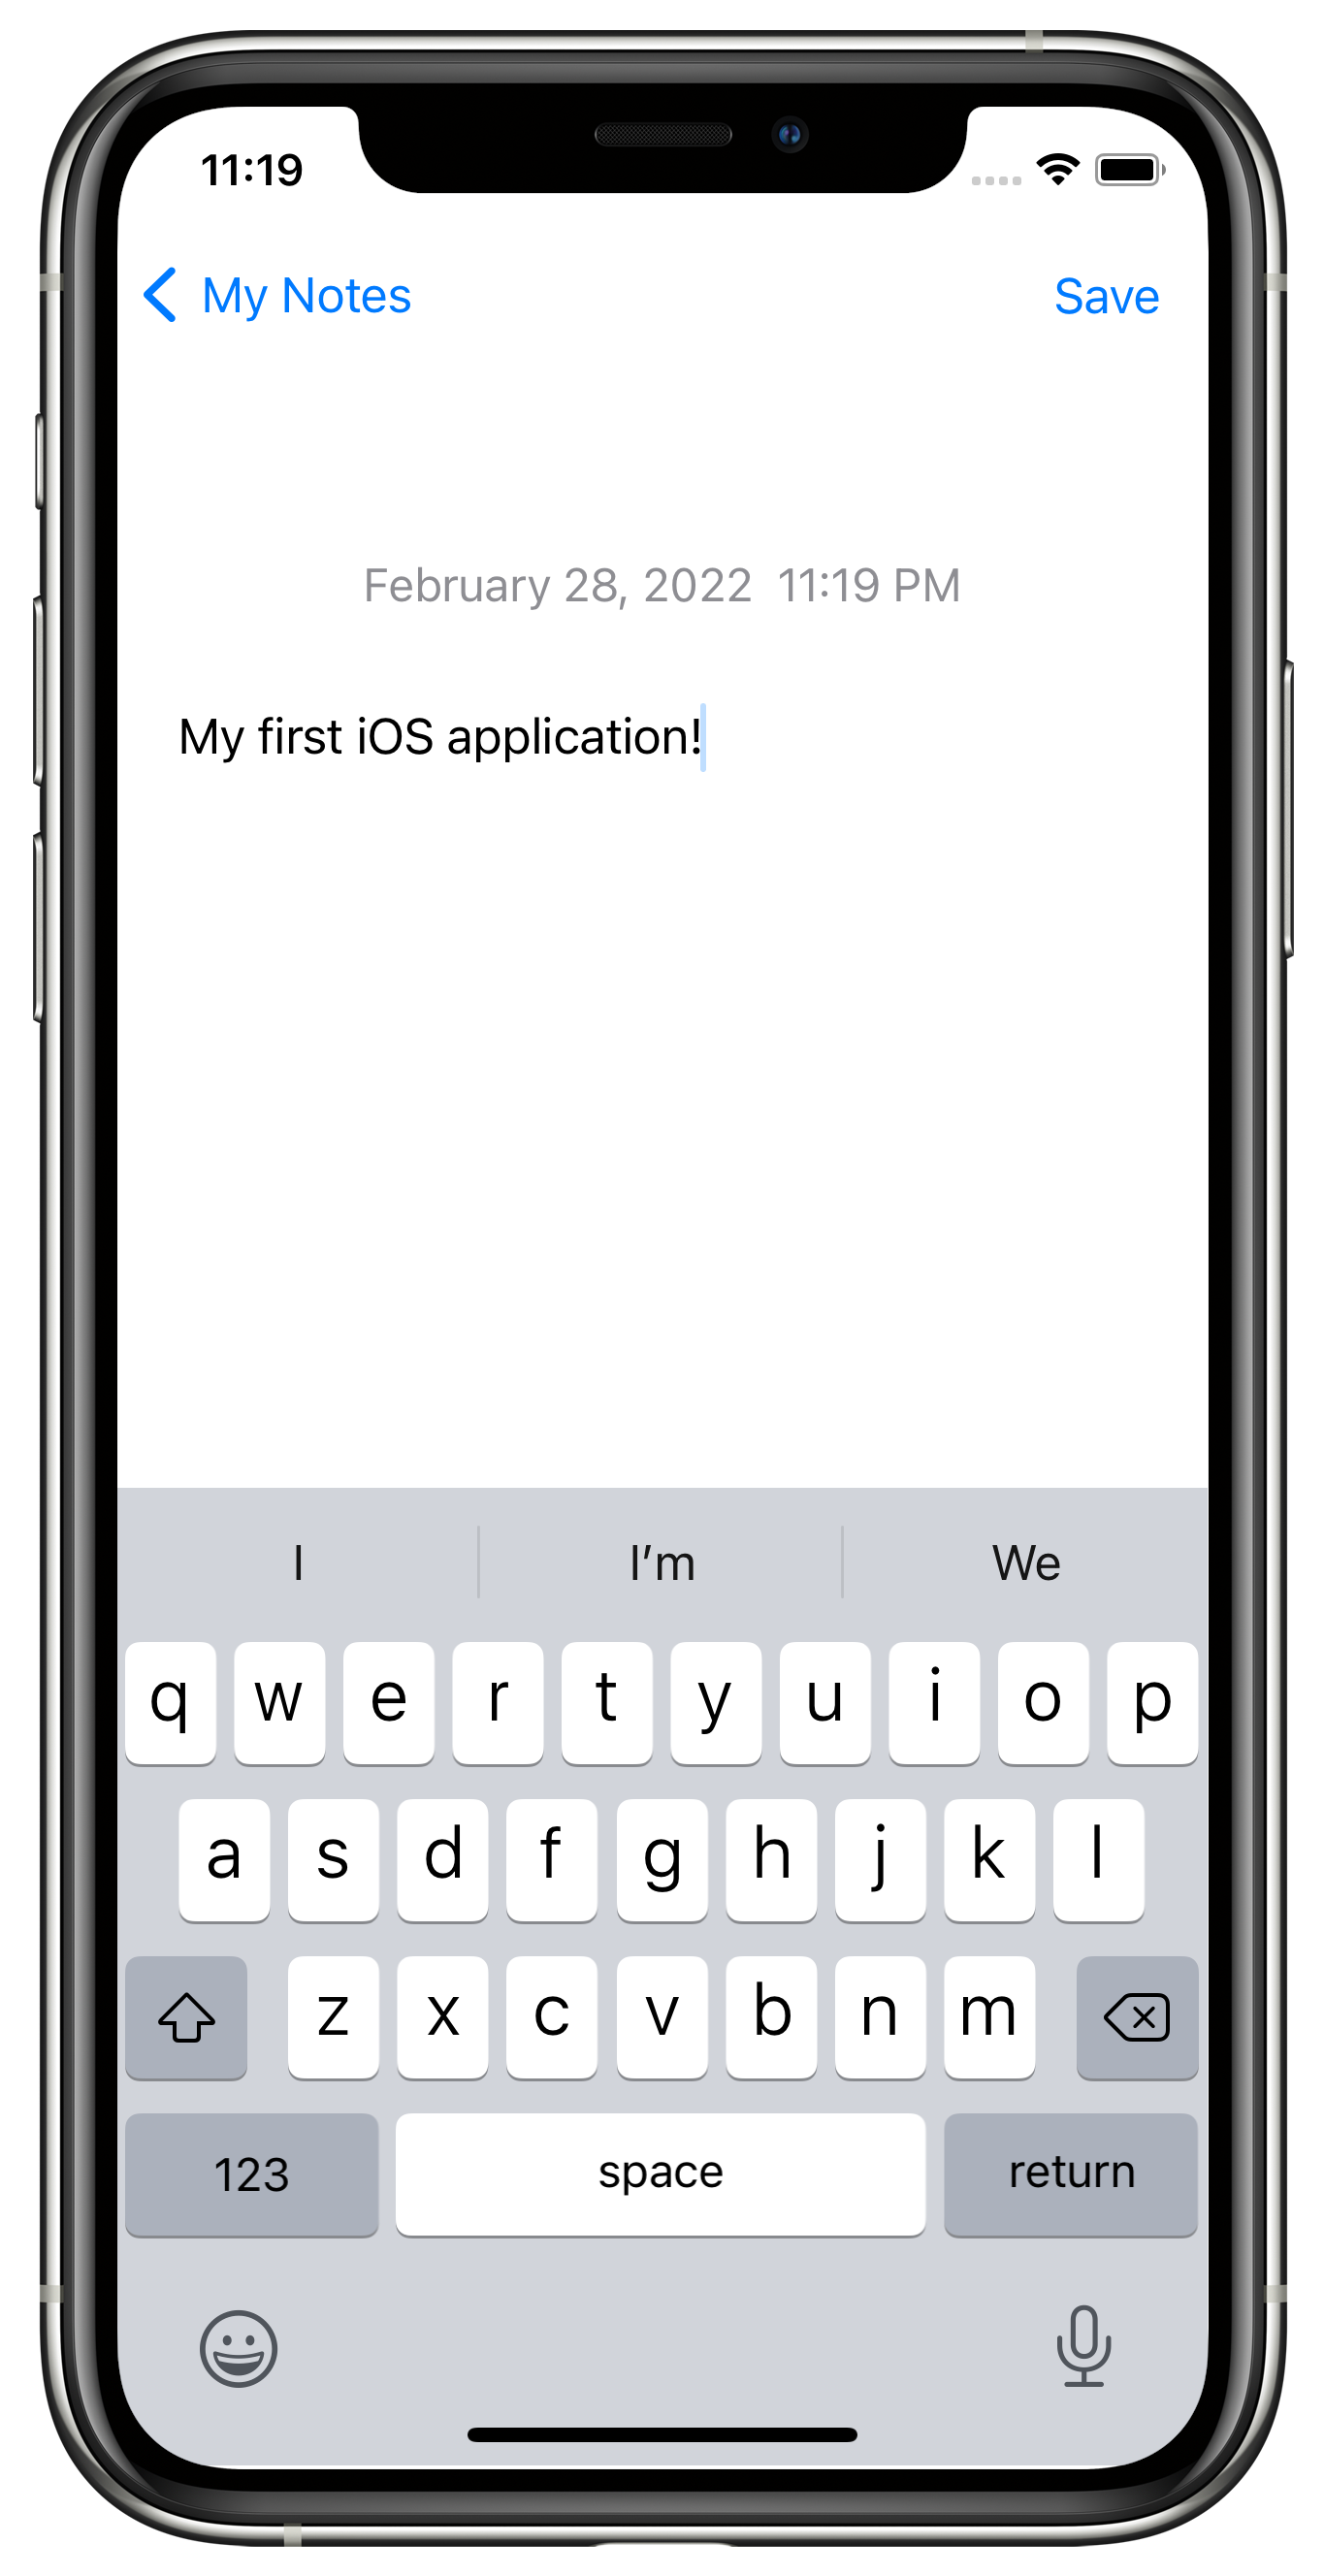 11:19
My Notes
Save
February 28, 2022 11:19 PM
My first iOS application!
I I’m We
q w e r t y u i o p
a s d f g h j k l
z x c v b n m
123 space return